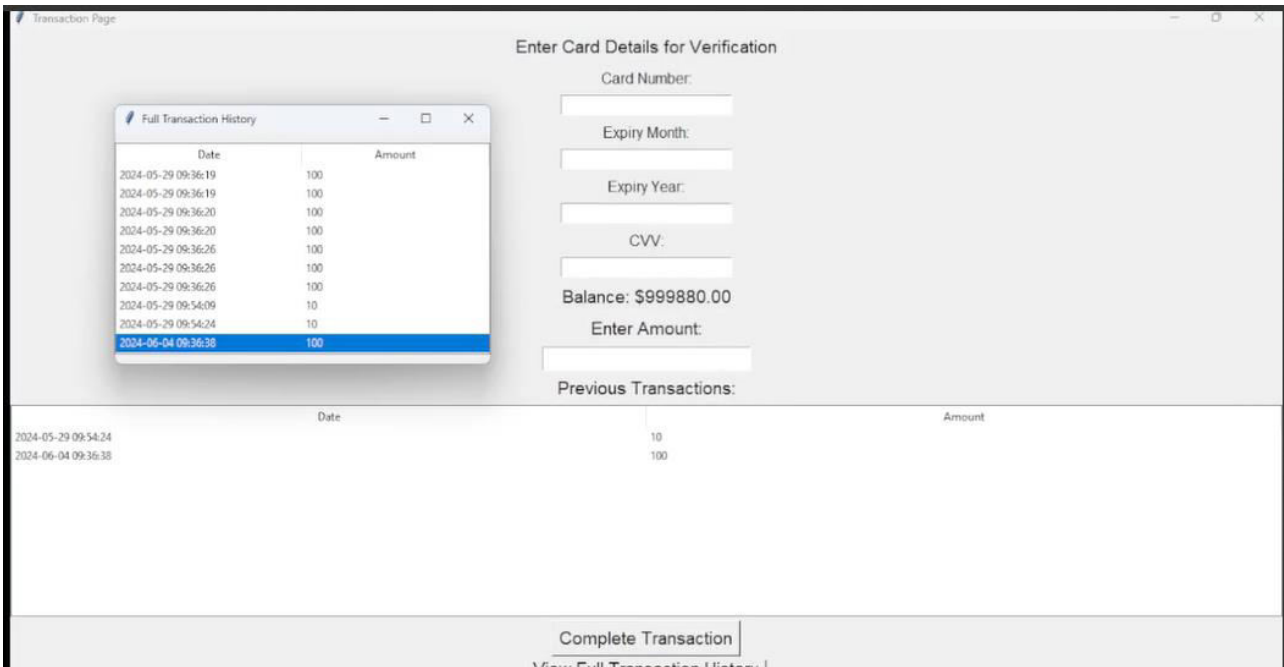 Transaction Page
Enter Card Details for Verification
Card Number:
Expiry Month:
Expiry Year:
CVV:
Balance: $999880.00
Enter Amount:
Previous Transactions:
Full Transaction History
Date Amount
2024-05-29 09:36:19 100
2024-05-29 09:36:19 100
2024-05-29 09:36:20 100
2024-05-29 09:36:20 100
2024-05-29 09:36:26 100
2024-05-29 09:36:26 100
2024-05-29 09:36:26 100
2024-05-29 09:54:09 10
2024-05-29 09:54:24 10
2024-06-04 09:36:38 100
Date Amount
2024-05-29 09:54:24 10
2024-06-04 09:36:38 100
Complete Transaction
View Full Transaction History